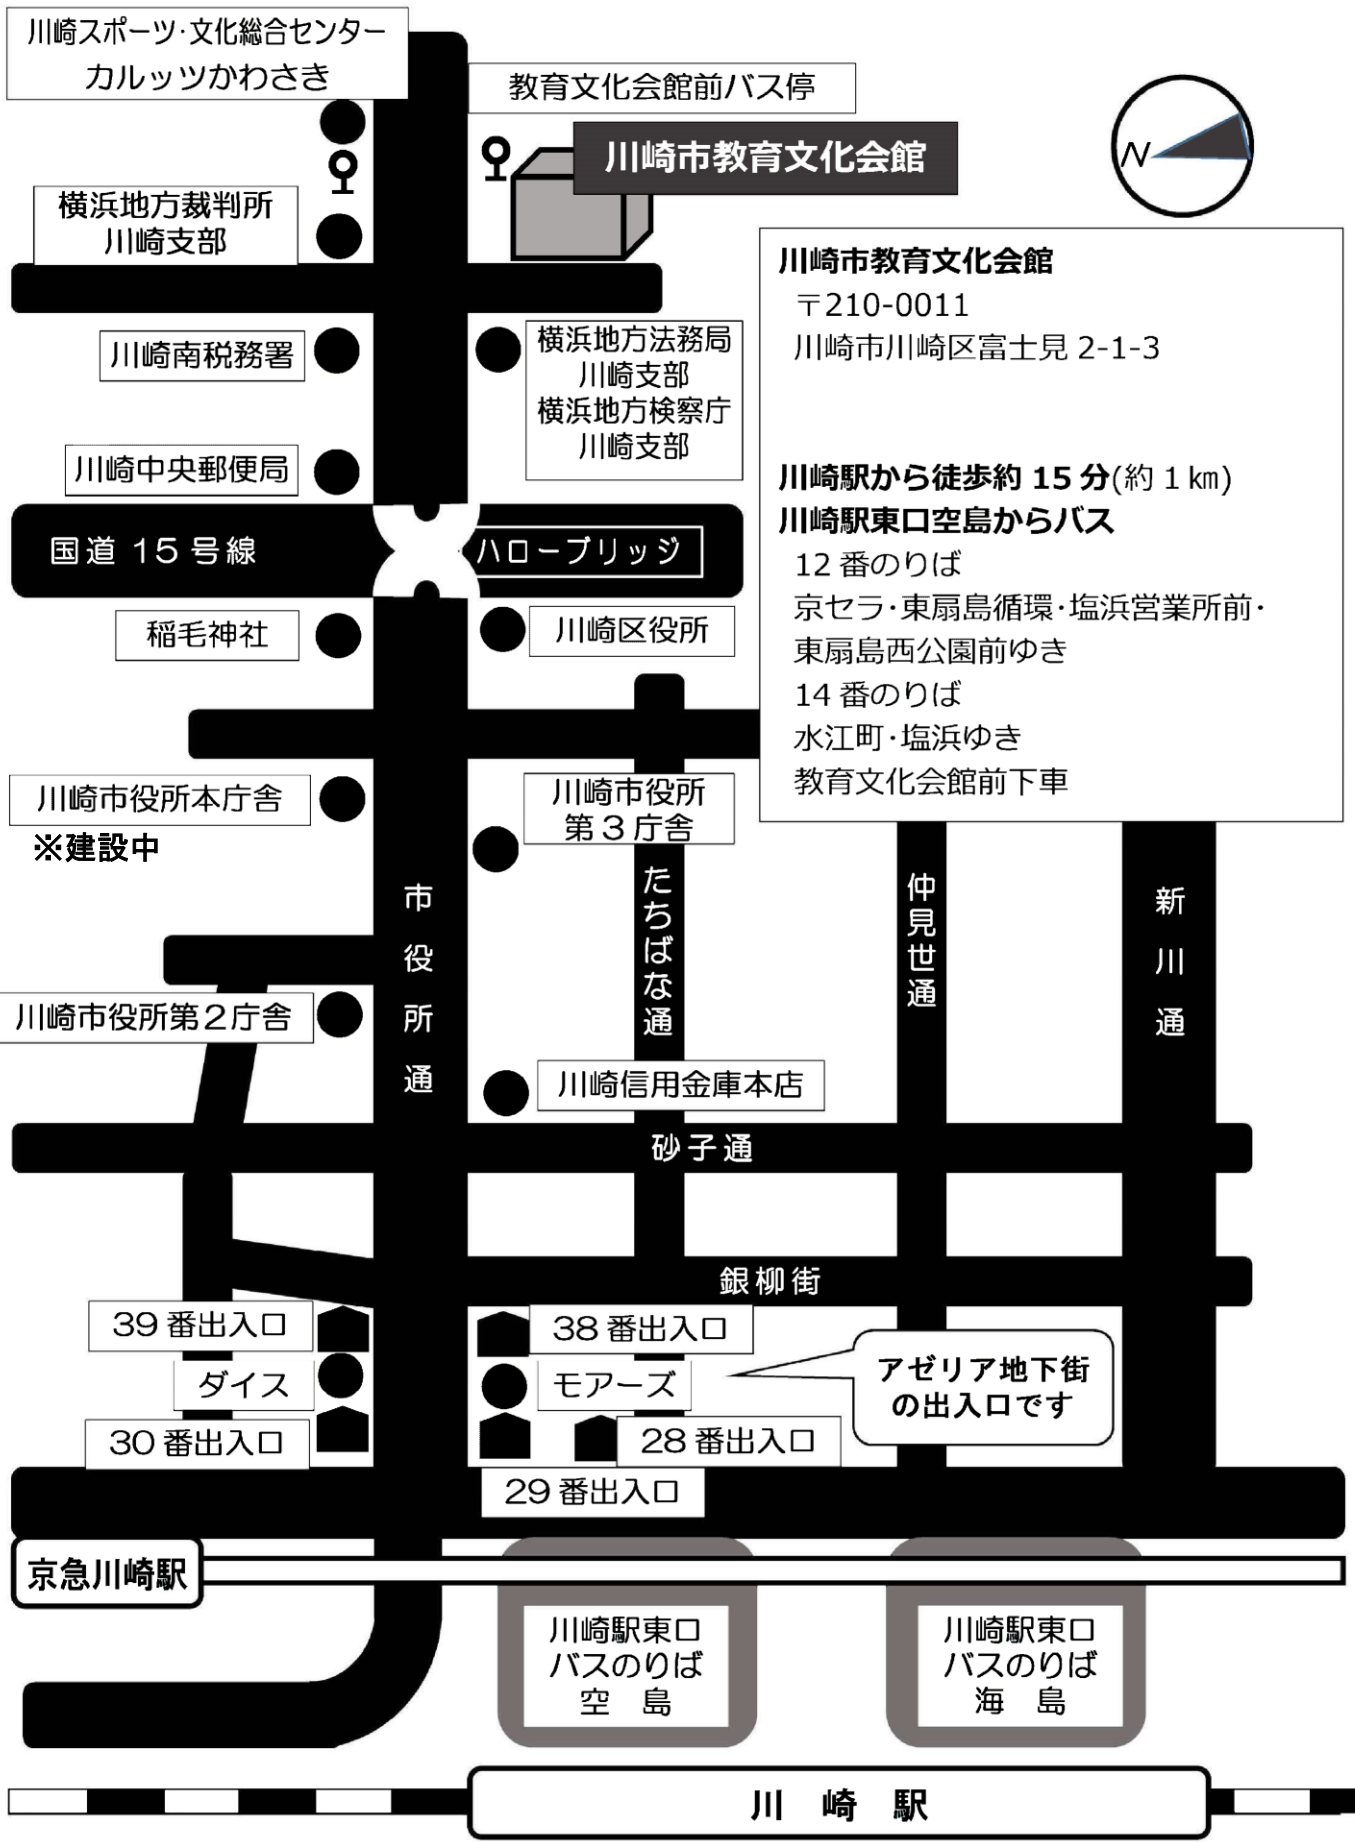 川崎スポーツ・文化総合センター
カルッツかわさき
教育文化会館前バス停
川崎市教育文化会館
N
横浜地方裁判所
川崎支部
川崎市教育文化会館
〒210-0011
川崎市川崎区富士見 2-1-3
川崎駅から徒歩約 15 分(約 1 ㎞)
川崎駅東口空島からバス
12 番のりば
京セラ・東扇島循環・塩浜営業所前・
東扇島西公園前ゆき
14 番のりば
水江町・塩浜ゆき
教育文化会館前下車
川崎南税務署
横浜地方法務局
川崎支部
横浜地方検察庁
川崎支部
川崎中央郵便局
国道 15 号線
ハローブリッジ
稲毛神社
川崎区役所
川崎市役所本庁舎
※建設中
川崎市役所
第３庁舎
市役所通
たちばな通
仲見世通
新川通
川崎市役所第２庁舎
川崎信用金庫本店
砂子通
銀柳街
39 番出入口
38 番出入口
ダイス
モアーズ
アゼリア地下街
の出入口です
30 番出入口
28 番出入口
29 番出入口
京急川崎駅
川崎駅東口
バスのりば
空　島
川崎駅東口
バスのりば
海　島
川　崎　駅